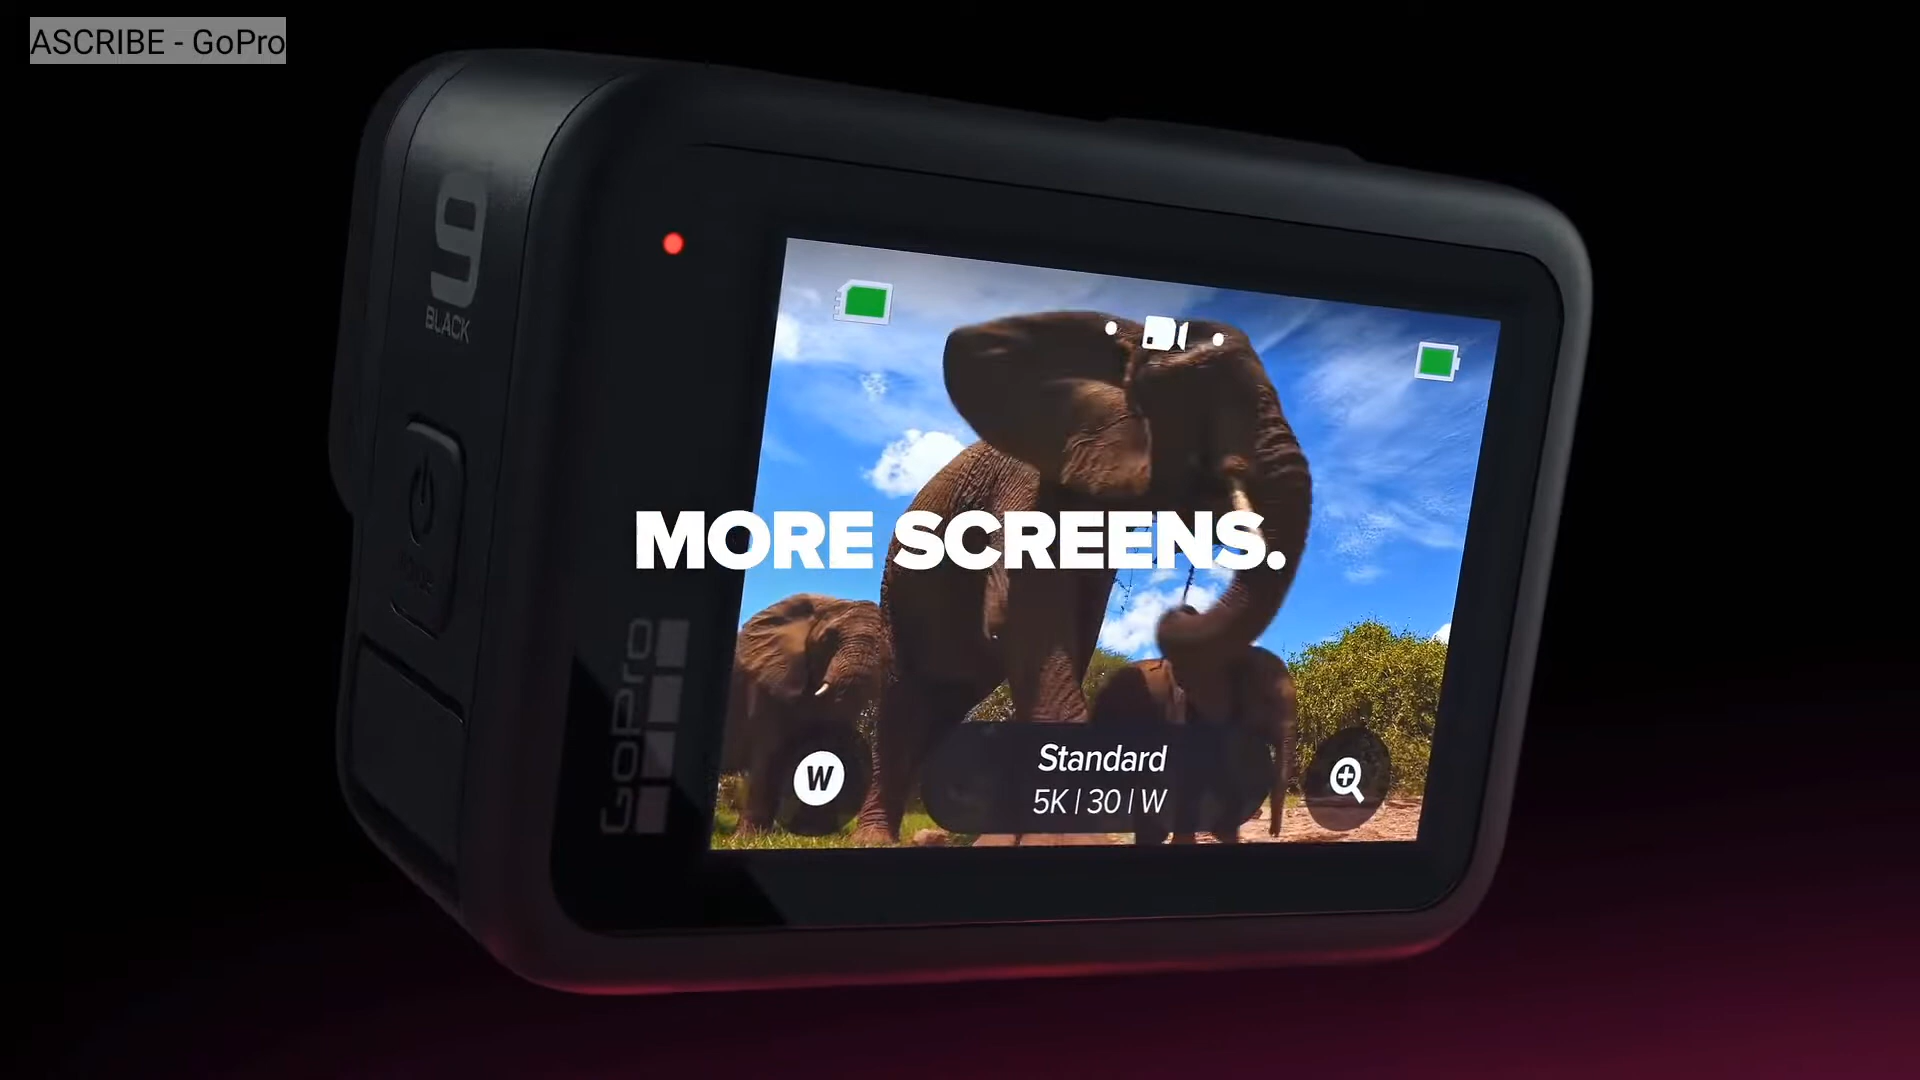 ASCRIBE - GoPro
9
BLACK
MORE SCREENS.
GoPro
W
Standard
5K | 30 | W